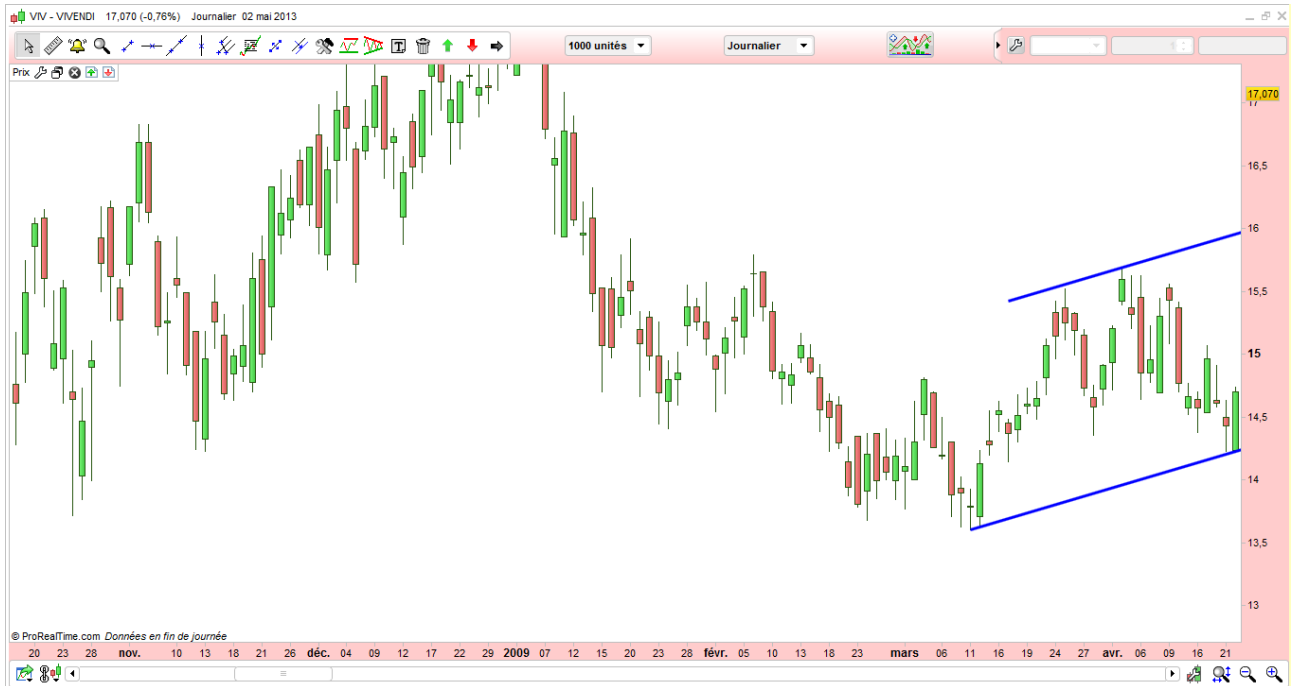 VIV - VIVENDI 17,070 (-0,76%) Journalier 02 mai 2013
1000 unités Journalier
Prix
17,070
17
16,5
16
15,5
15
14,5
14
13,5
13
© ProRealTime.com Données en fin de journée
20 23 28 nov. 10 13 18 21 26 déc. 04 09 12 17 22 29 2009 07 12 15 20 23 28 févr. 05 10 13 18 23 mars 06 11 16 19 24 27 avr. 06 09 16 21